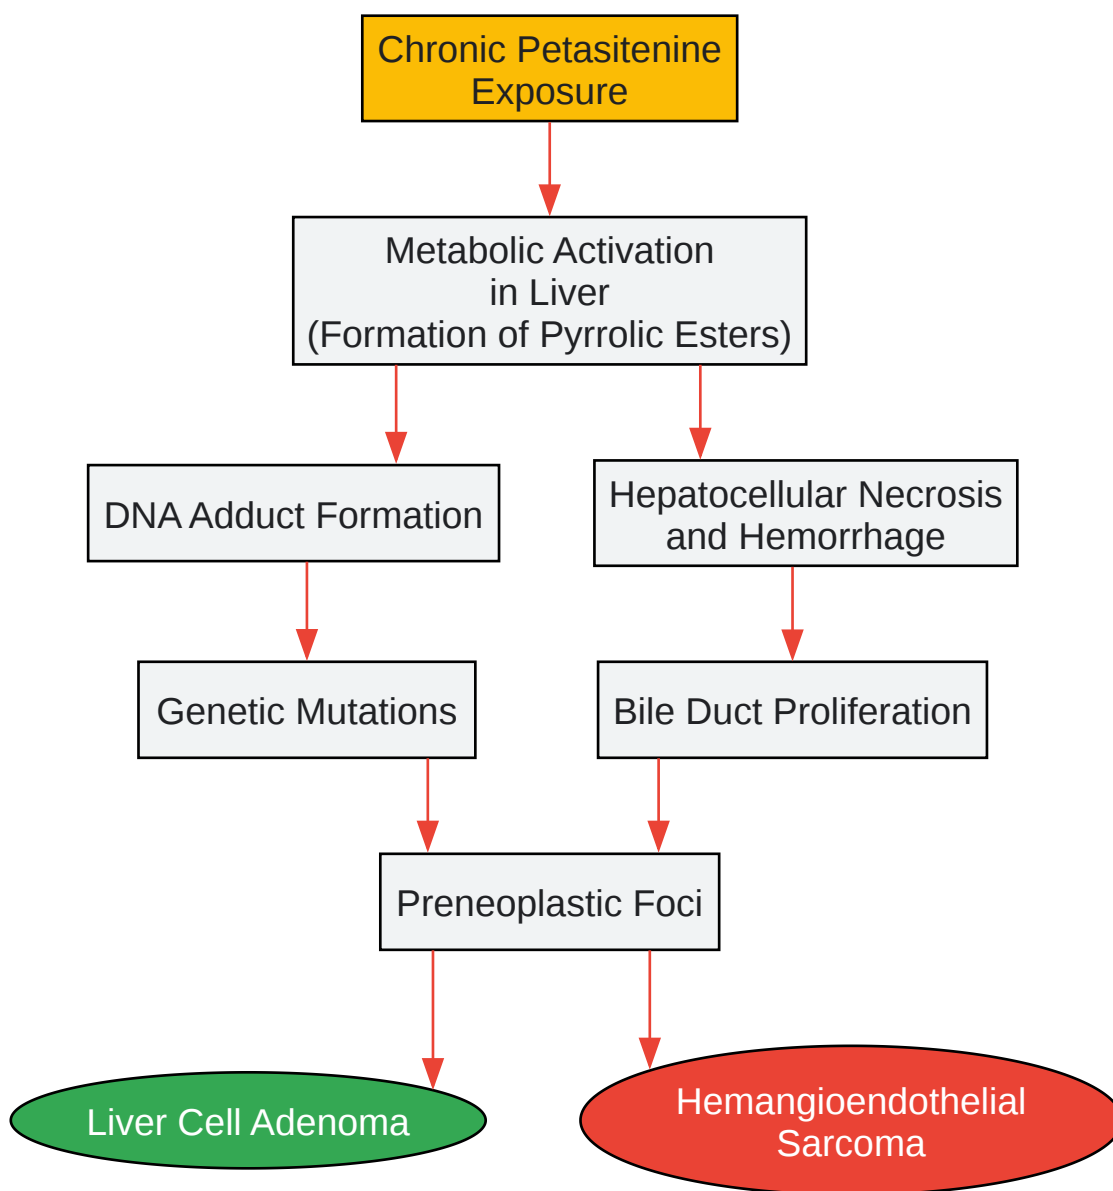 Chronic Petasitenine
Exposure
Metabolic Activation
in Liver
(Formation of Pyrrolic Esters)
DNA Adduct Formation
Hepatocellular Necrosis
and Hemorrhage
Genetic Mutations
Bile Duct Proliferation
Preneoplastic Foci
Liver Cell Adenoma
Hemangioendothelial
Sarcoma